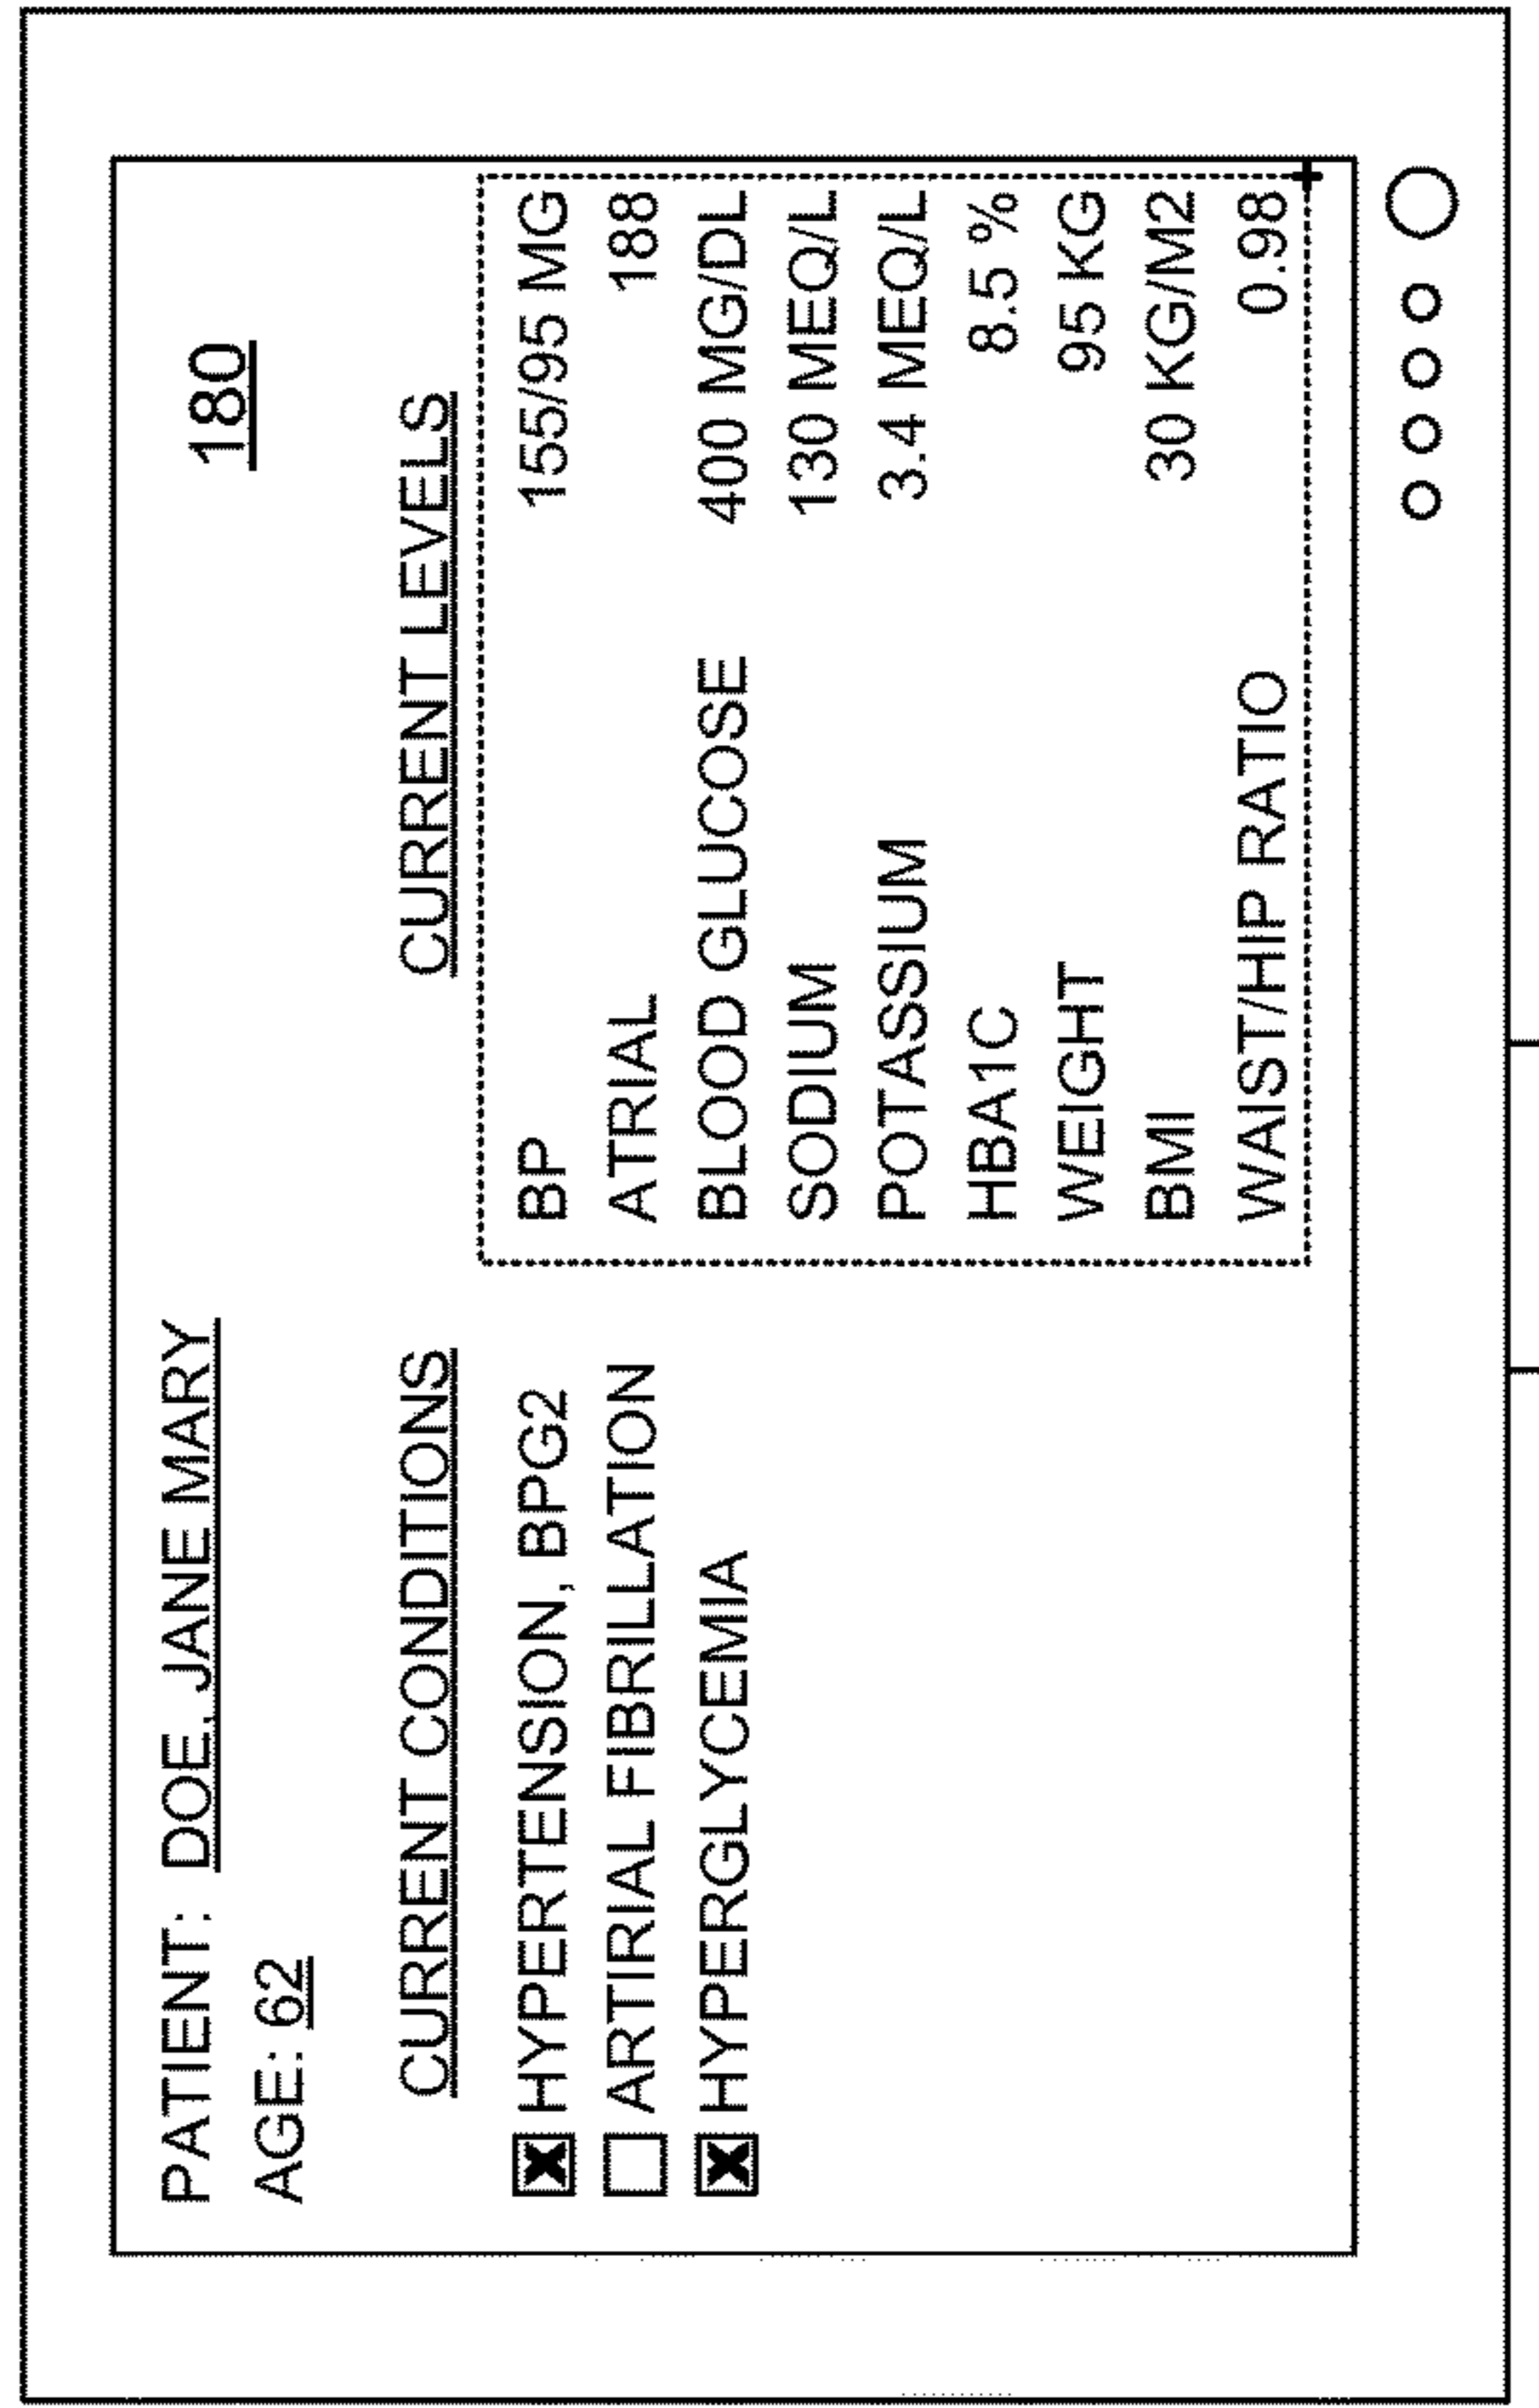 180
PATIENT: DOE, JANE MARY
AGE: 62
CURRENT CONDITIONS
HYPERTENSION, BPG2
ARTIRIAL FIBRILLATION
HYPERGLYCEMIA
CURRENT LEVELS
BP 155/95 MG
ATRIAL 188
BLOOD GLUCOSE 400 MG/DL
SODIUM 130 MEQ/L
POTASSIUM 3.4 MEQ/L
HBA1C 8.5 %
WEIGHT 95 KG
BMI 30 KG/M2
WAIST/HIP RATIO 0.98